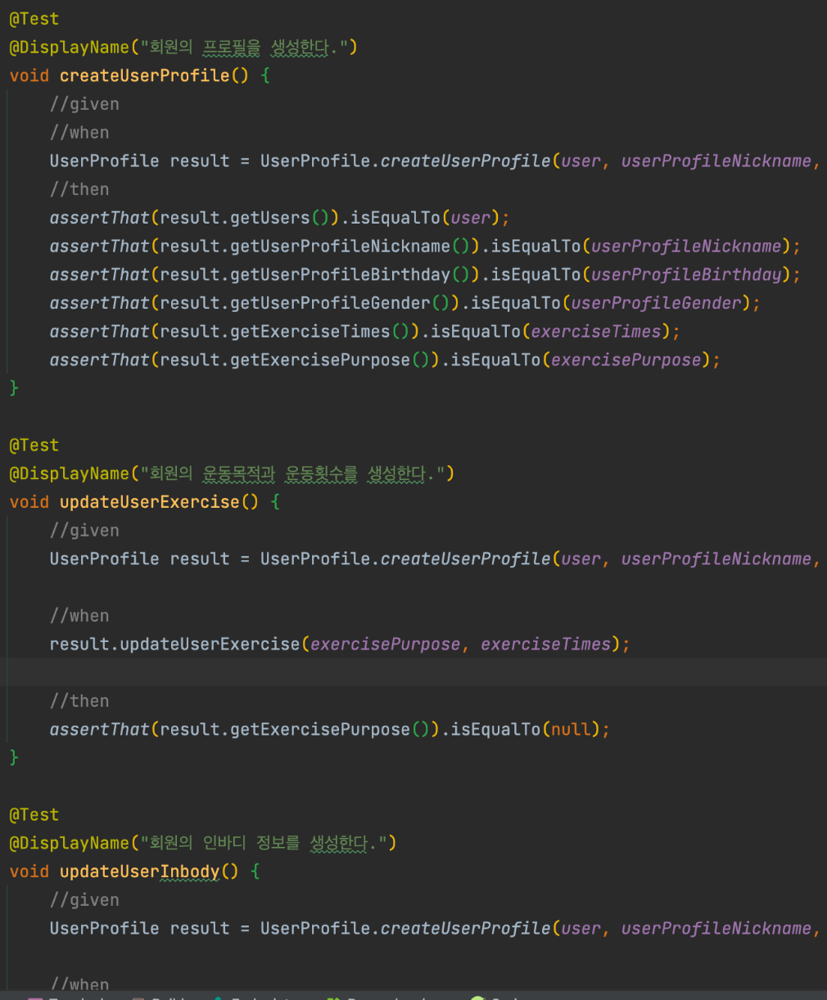 @Test
@DisplayName("회원의 프로필을 생성한다.")
void createUserProfile() {
//given
//when
UserProfile result = UserProfile.createUserProfile(user, userProfileNickname,
//then
assertThat(result.getUsers()).isEqualTo(user);
assertThat(result.getUserProfileNickname()).isEqualTo(userProfileNickname);
assertThat(result.getUserProfileBirthday()).isEqualTo(userProfileBirthday);
assertThat(result.getUserProfileGender()).isEqualTo(userProfileGender);
assertThat(result.getExerciseTimes()).isEqualTo(exerciseTimes);
assertThat(result.getExercisePurpose()).isEqualTo(exercisePurpose);
}
@Test
@DisplayName("회원의 운동목적과 운동횟수를 생성한다.")
void updateUserExercise() {
//given
UserProfile result = UserProfile.createUserProfile(user, userProfileNickname,
//when
result.updateUserExercise(exercisePurpose, exerciseTimes);
//then
assertThat(result.getExercisePurpose()).isEqualTo(null);
}
@Test
@DisplayName("회원의 인바디 정보를 생성한다.")
void updateUserInbody() {
//given
UserProfile result = UserProfile.createUserProfile(user, userProfileNickname,
//when